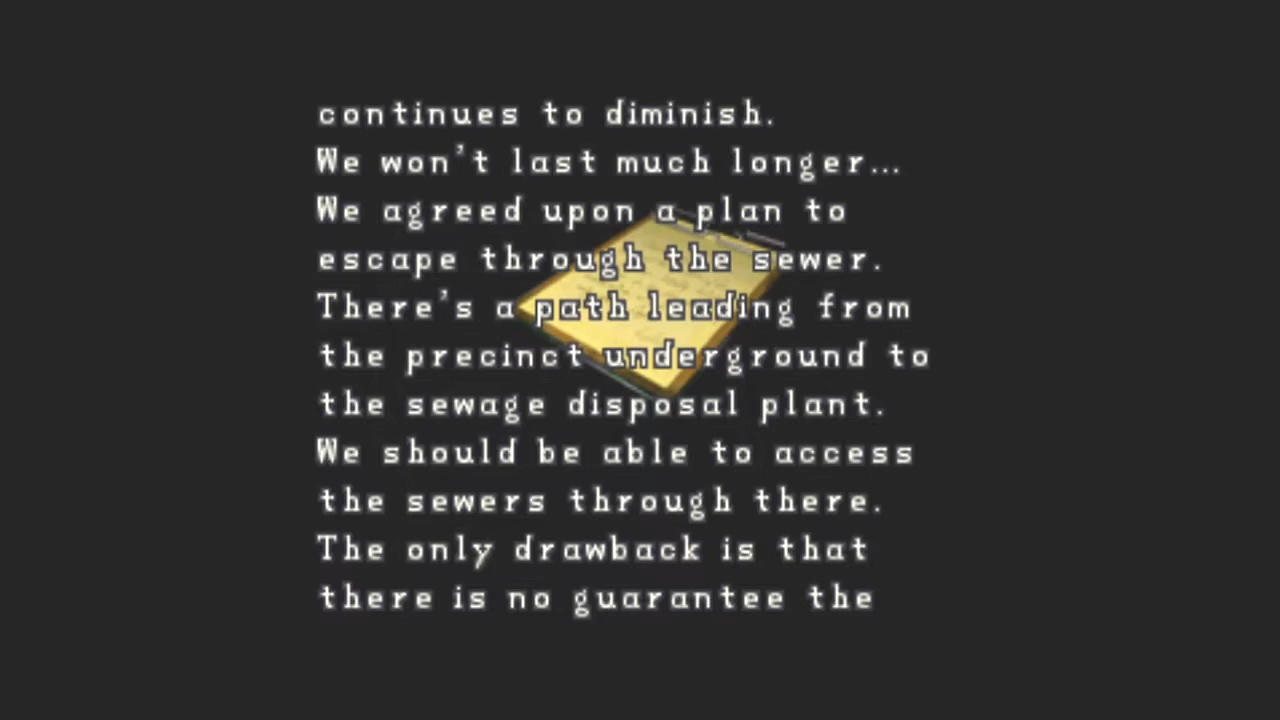 continues to diminish.
We won't last much longer...
We agreed upon a plan to
escape through the sewer.
There's a path leading from
the precinct underground to
the sewage disposal plant.
We should be able to access
the sewers through there.
The only drawback is that
there is no guarantee the